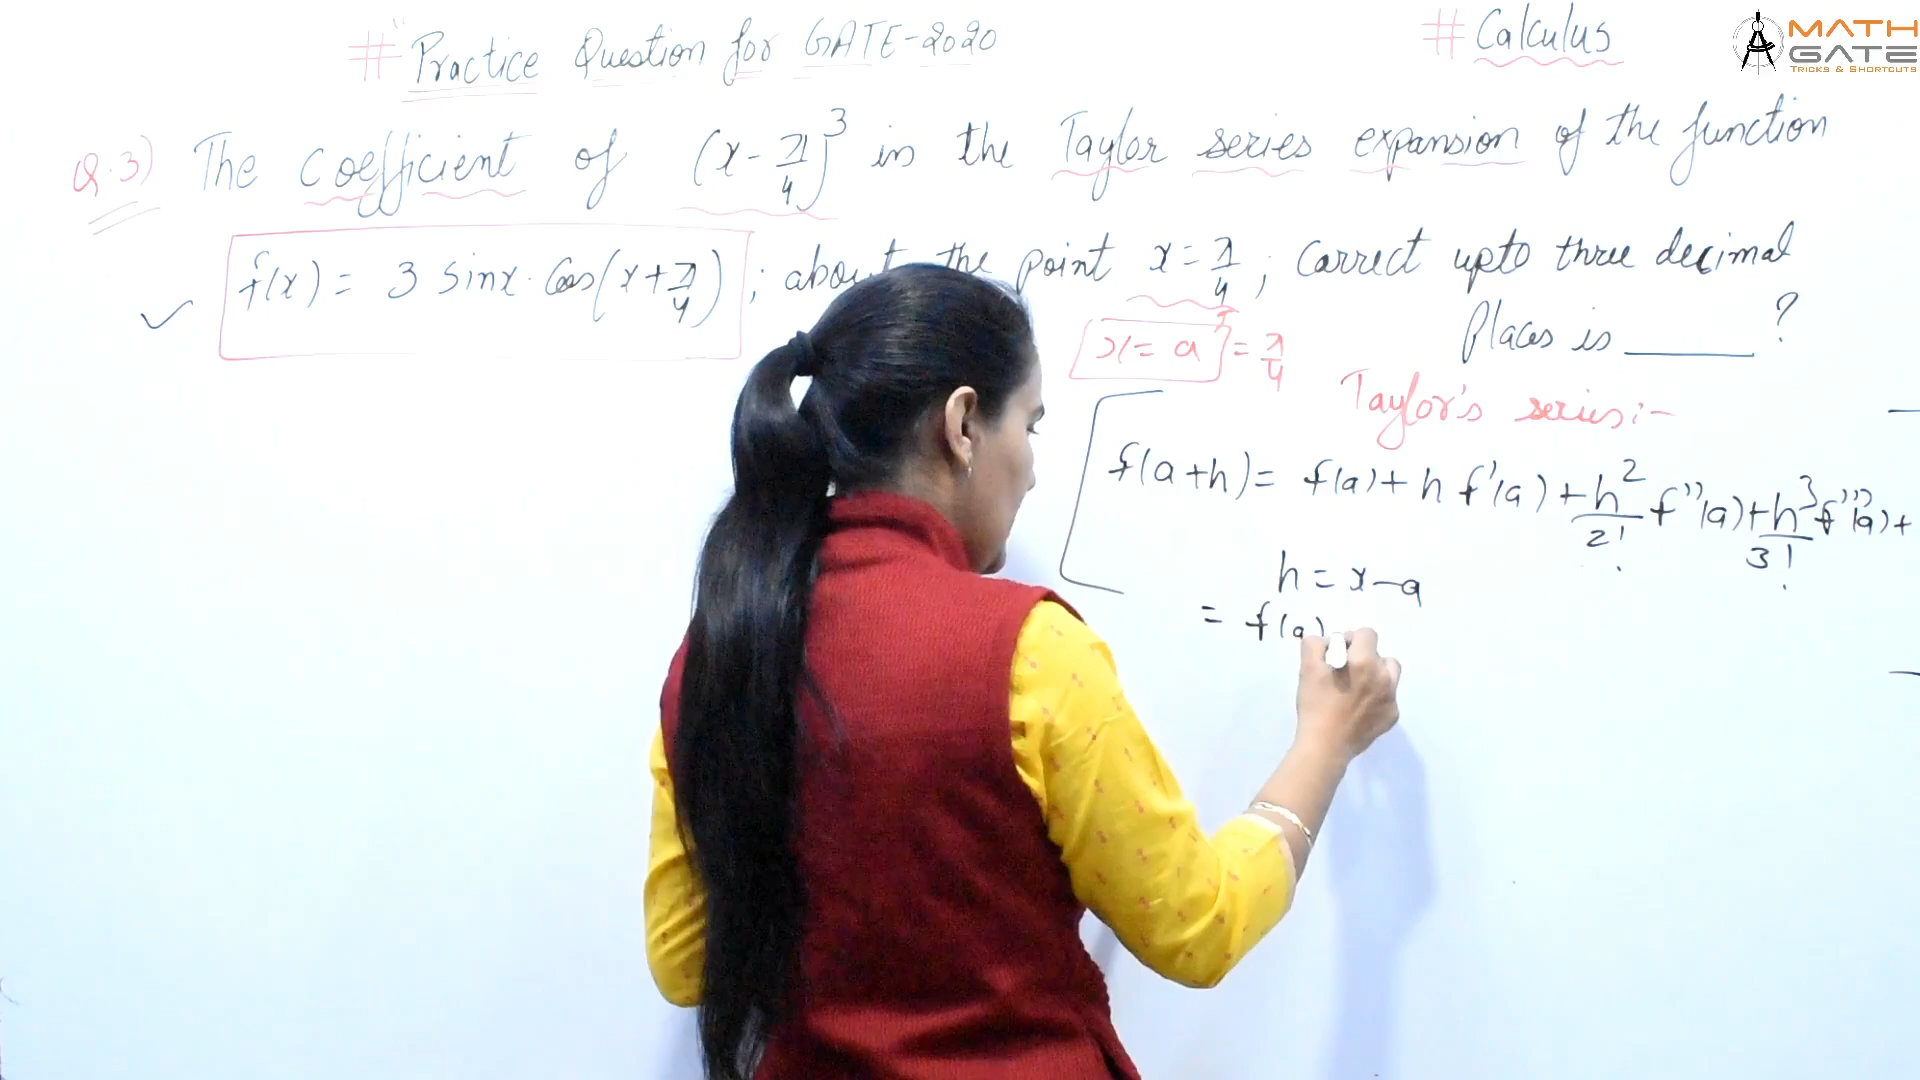 # Practice Question for GATE-2020
# Calculus
MATH
GATE
TRICKS & SHORTCUTS
Q.3) The coefficient of (x - π/4)^3 in the Taylor series expansion of the function
f(x) = 3 sinx. Cos(x + π/4) ; about the point x = π/4 ; Correct upto three decimal
Places is ______ ?
x = a = π/4
Taylor's series:-
f(a+h) = f(a) + h f'(a) + h^2/2! f''(a) + h^3/3! f'''(a) +
h = x - a
= f(a)